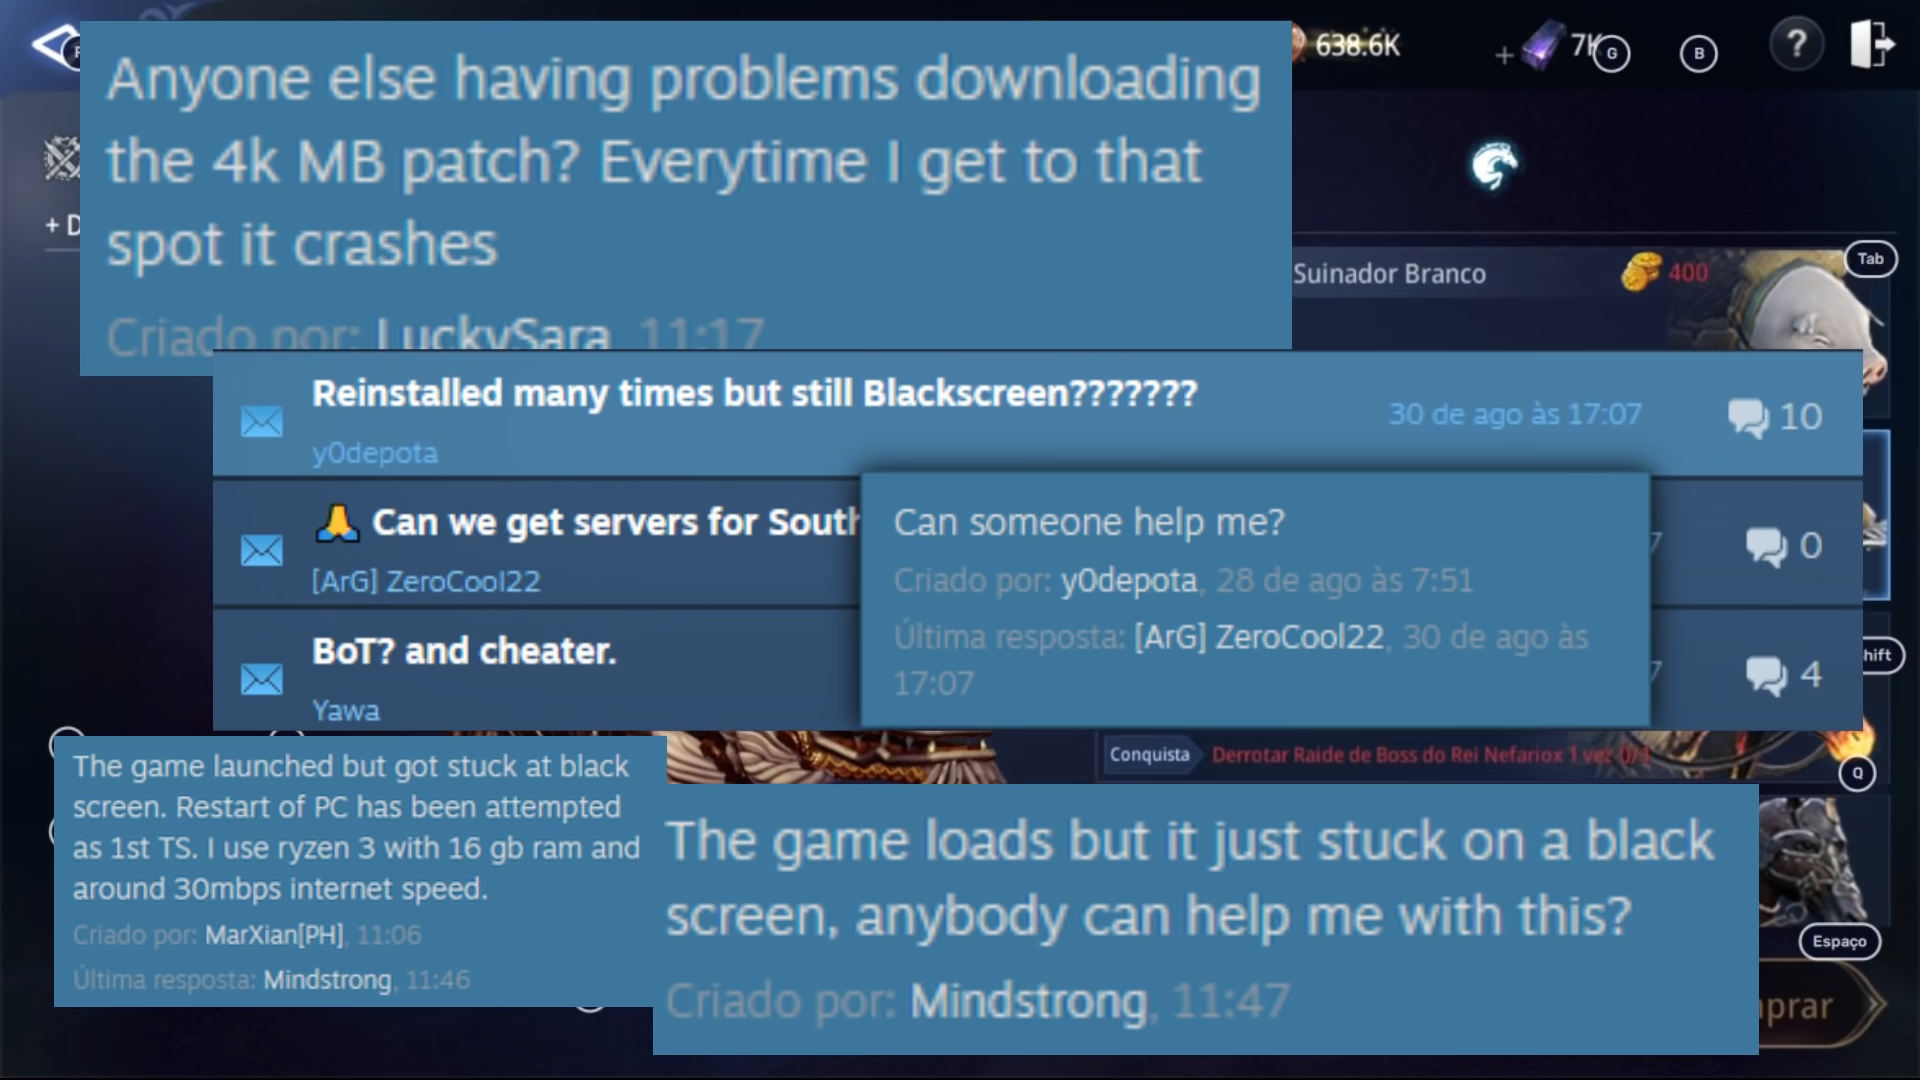 638.6K
7K
G
B
?
Anyone else having problems downloading
the 4k MB patch? Everytime I get to that
spot it crashes
Criado por: LuckySara, 11:17
+ D
Suinador Branco
400
Tab
Reinstalled many times but still Blackscreen???????
y0depota
30 de ago às 17:07
10
🙏 Can we get servers for South
[ArG] ZeroCool22
7
0
BoT? and cheater.
Yawa
7
4
Can someone help me?
Criado por: y0depota, 28 de ago às 7:51
Última resposta: [ArG] ZeroCool22, 30 de ago às
17:07
hift
Conquista
Derrotar Raide de Boss do Rei Nefariox 1 vez 0/1
Q
The game launched but got stuck at black
screen. Restart of PC has been attempted
as 1st TS. I use ryzen 3 with 16 gb ram and
around 30mbps internet speed.
Criado por: MarXian[PH], 11:06
Última resposta: Mindstrong, 11:46
The game loads but it just stuck on a black
screen, anybody can help me with this?
Criado por: Mindstrong, 11:47
Espaço
prar